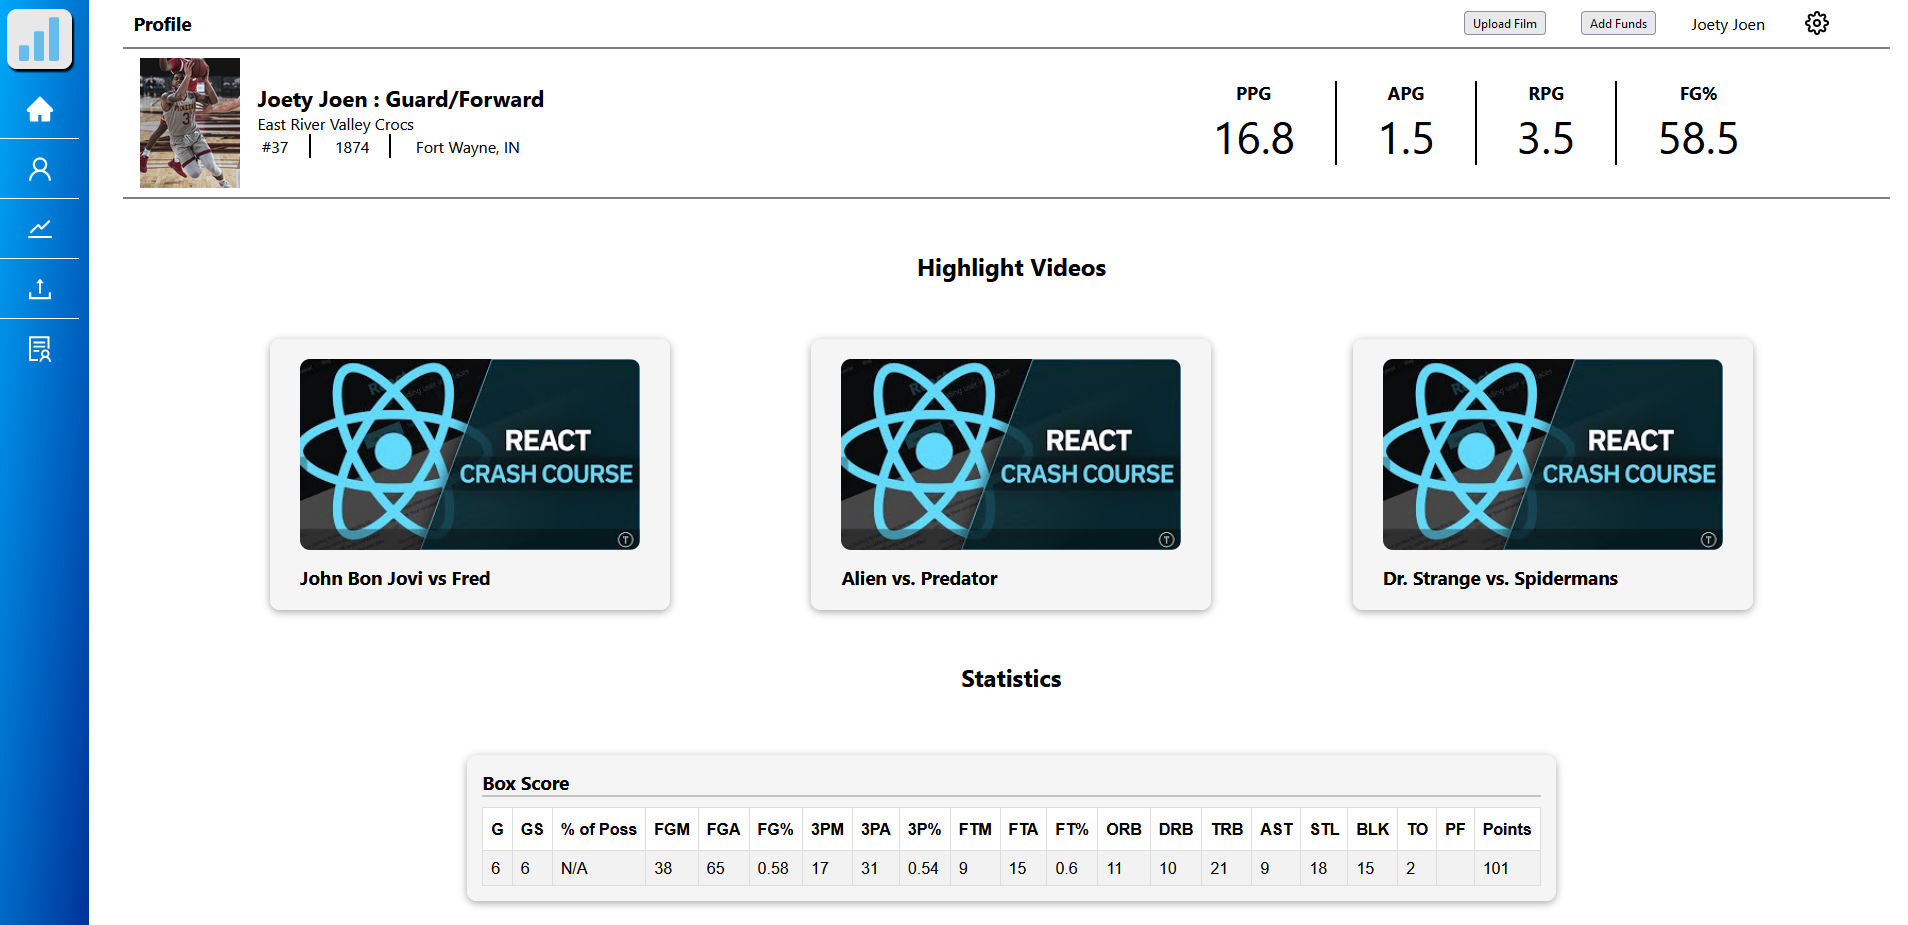 Profile
Upload Film
Add Funds
Joety Joen
Joety Joen : Guard/Forward
East River Valley Crocs
#37 1874 Fort Wayne, IN
PPG APG RPG FG%
16.8 1.5 3.5 58.5
Highlight Videos
REACT
CRASH COURSE
John Bon Jovi vs Fred
REACT
CRASH COURSE
Alien vs. Predator
REACT
CRASH COURSE
Dr. Strange vs. Spidermans
Statistics
Box Score
G GS % of Poss FGM FGA FG% 3PM 3PA 3P% FTM FTA FT% ORB DRB TRB AST STL BLK TO PF Points
6 6 N/A 38 65 0.58 17 31 0.54 9 15 0.6 11 10 21 9 18 15 2 101